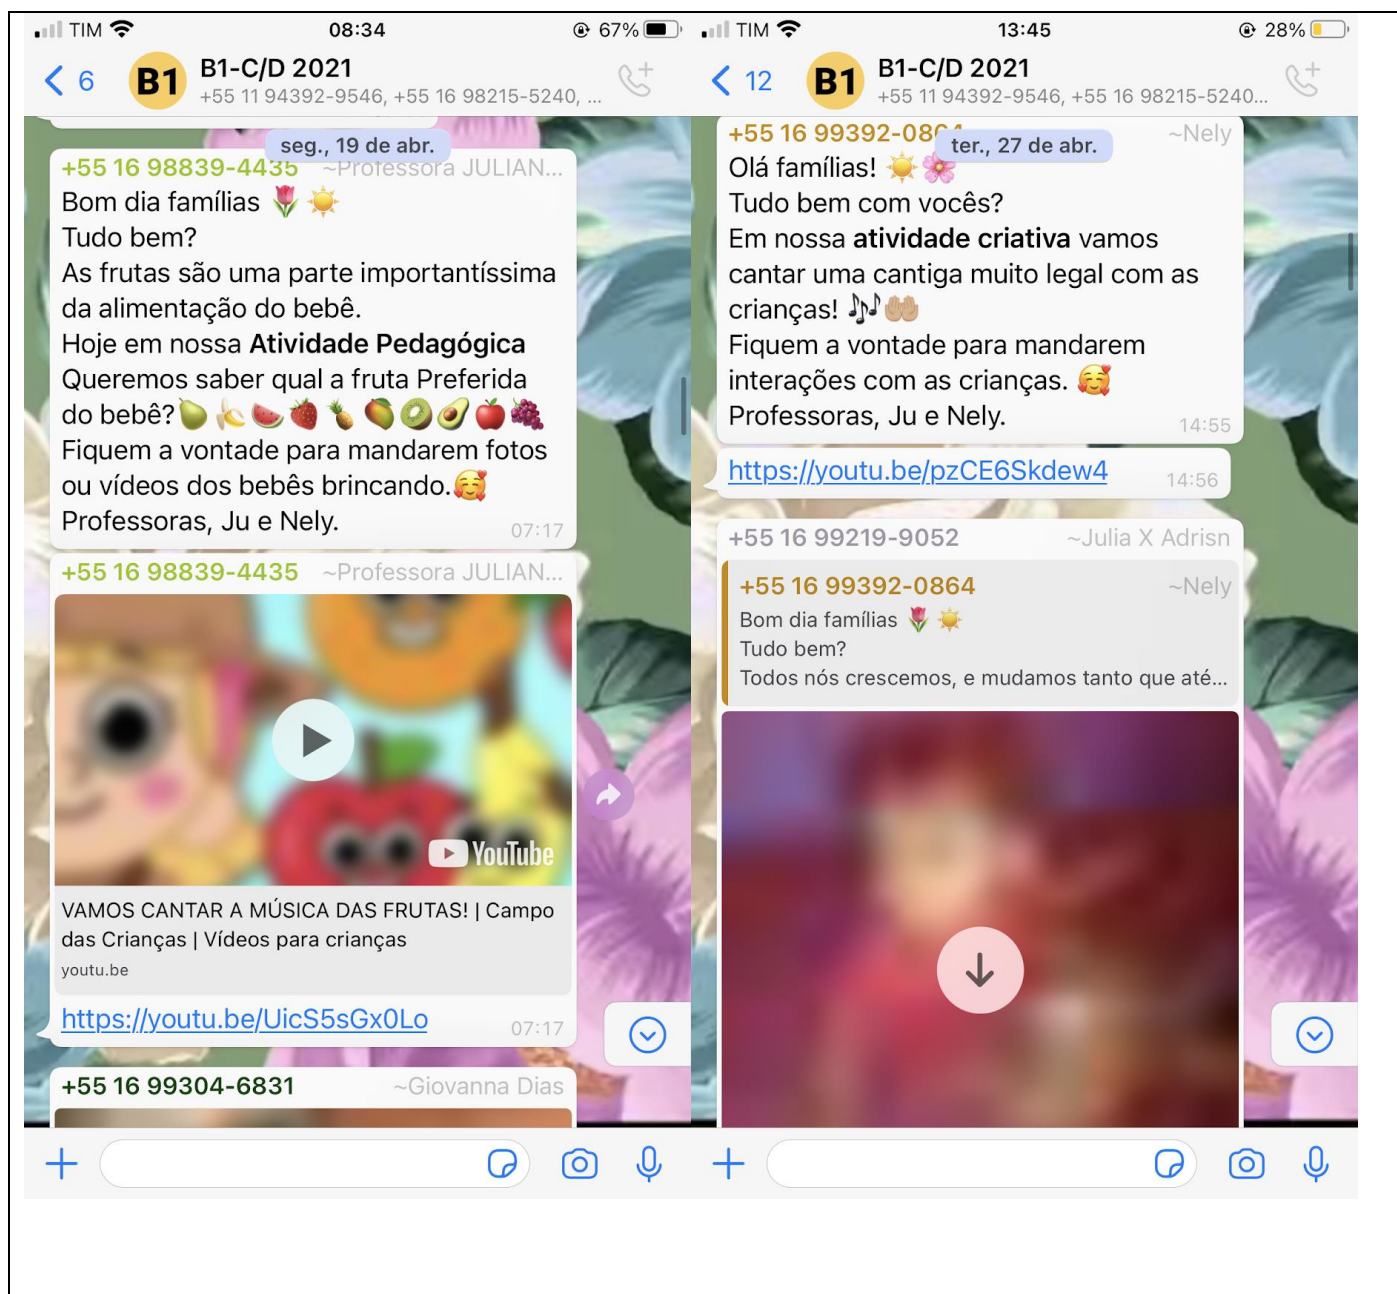 TIM 08:34 67%
6 B1 B1-C/D 2021
+55 11 94392-9546, +55 16 98215-5240, ...
seg., 19 de abr.
+55 16 98839-4435 ~Professora JULIAN...
Bom dia famílias 🌷 ☀️
Tudo bem?
As frutas são uma parte importantíssima
da alimentação do bebê.
Hoje em nossa Atividade Pedagógica
Queremos saber qual a fruta Preferida
do bebê?🍐🍌🍉🍓🍍🥭🥝🥑🍎🍇
Fiquem a vontade para mandarem fotos
ou vídeos dos bebês brincando.🥰
Professoras, Ju e Nely. 07:17
+55 16 98839-4435 ~Professora JULIAN...
YouTube
VAMOS CANTAR A MÚSICA DAS FRUTAS! | Campo
das Crianças | Vídeos para crianças
youtu.be
https://youtu.be/UicS5sGx0Lo 07:17
+55 16 99304-6831 ~Giovanna Dias
TIM 13:45 28%
12 B1 B1-C/D 2021
+55 11 94392-9546, +55 16 98215-5240...
ter., 27 de abr.
+55 16 99392-0864 ~Nely
Olá famílias! ☀️🌸
Tudo bem com vocês?
Em nossa atividade criativa vamos
cantar uma cantiga muito legal com as
crianças! 🎶🤲🏼
Fiquem a vontade para mandarem
interações com as crianças. 🥰
Professoras, Ju e Nely. 14:55
https://youtu.be/pzCE6Skdew4 14:56
+55 16 99219-9052 ~Julia X Adrisn
+55 16 99392-0864 ~Nely
Bom dia famílias 🌷 ☀️
Tudo bem?
Todos nós crescemos, e mudamos tanto que até...